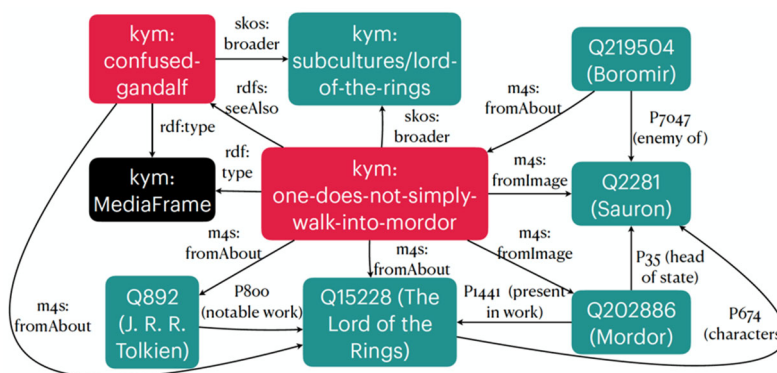 kym:
confused-
gandalf
skos:
broader
kym:
subcultures/lord-
of-the-rings
Q219504
(Boromir)
m4s:
fromAbout
rdfs:
seeAlso
rdf:type
skos:
broader
P7047
(enemy of)
kym:
MediaFrame
rdf:
type
kym:
one-does-not-simply-
walk-into-mordor
m4s:
fromImage
Q2281
(Sauron)
m4s:
fromAbout
m4s:
fromAbout
m4s:
fromImage
P35 (head
of state)
m4s:
fromAbout
Q892
(J. R. R.
Tolkien)
P800
(notable work)
Q15228 (The
Lord of the
Rings)
P1441 (present
in work)
Q202886
(Mordor)
P674
(characters)